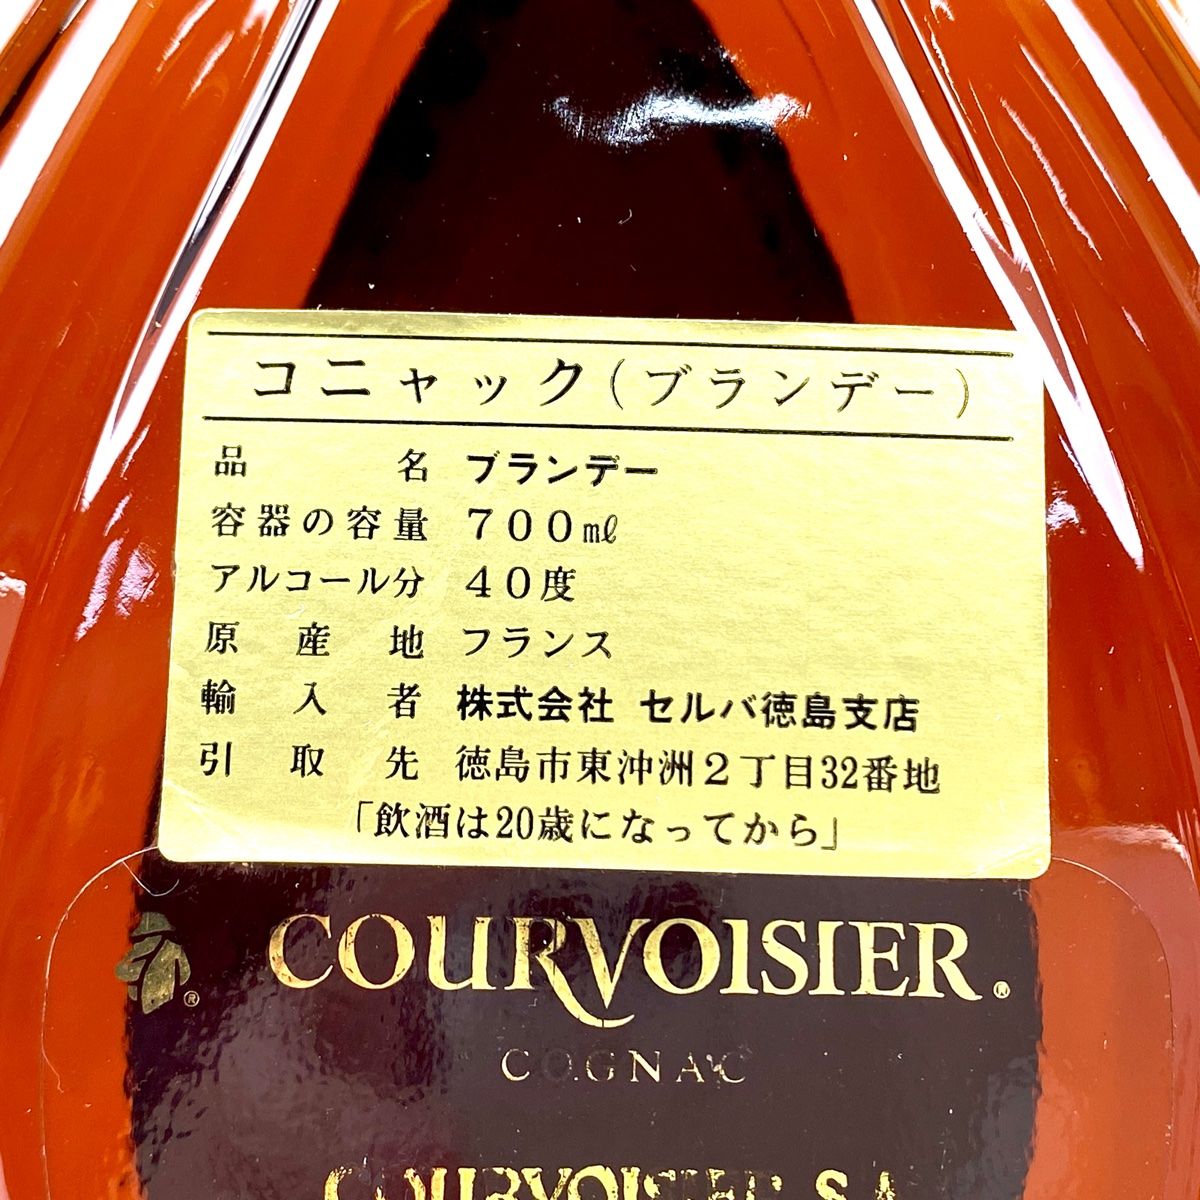 コニャック(ブランデー)
品名 ブランデー
容器の容量 700㎖
アルコール分 40度
原産地 フランス
輸入者 株式会社 セルバ徳島支店
引取先 徳島市東沖洲2丁目32番地
「飲酒は20歳になってから」
® COURVOISIER®
COGNAC
COURVOISIER S.A